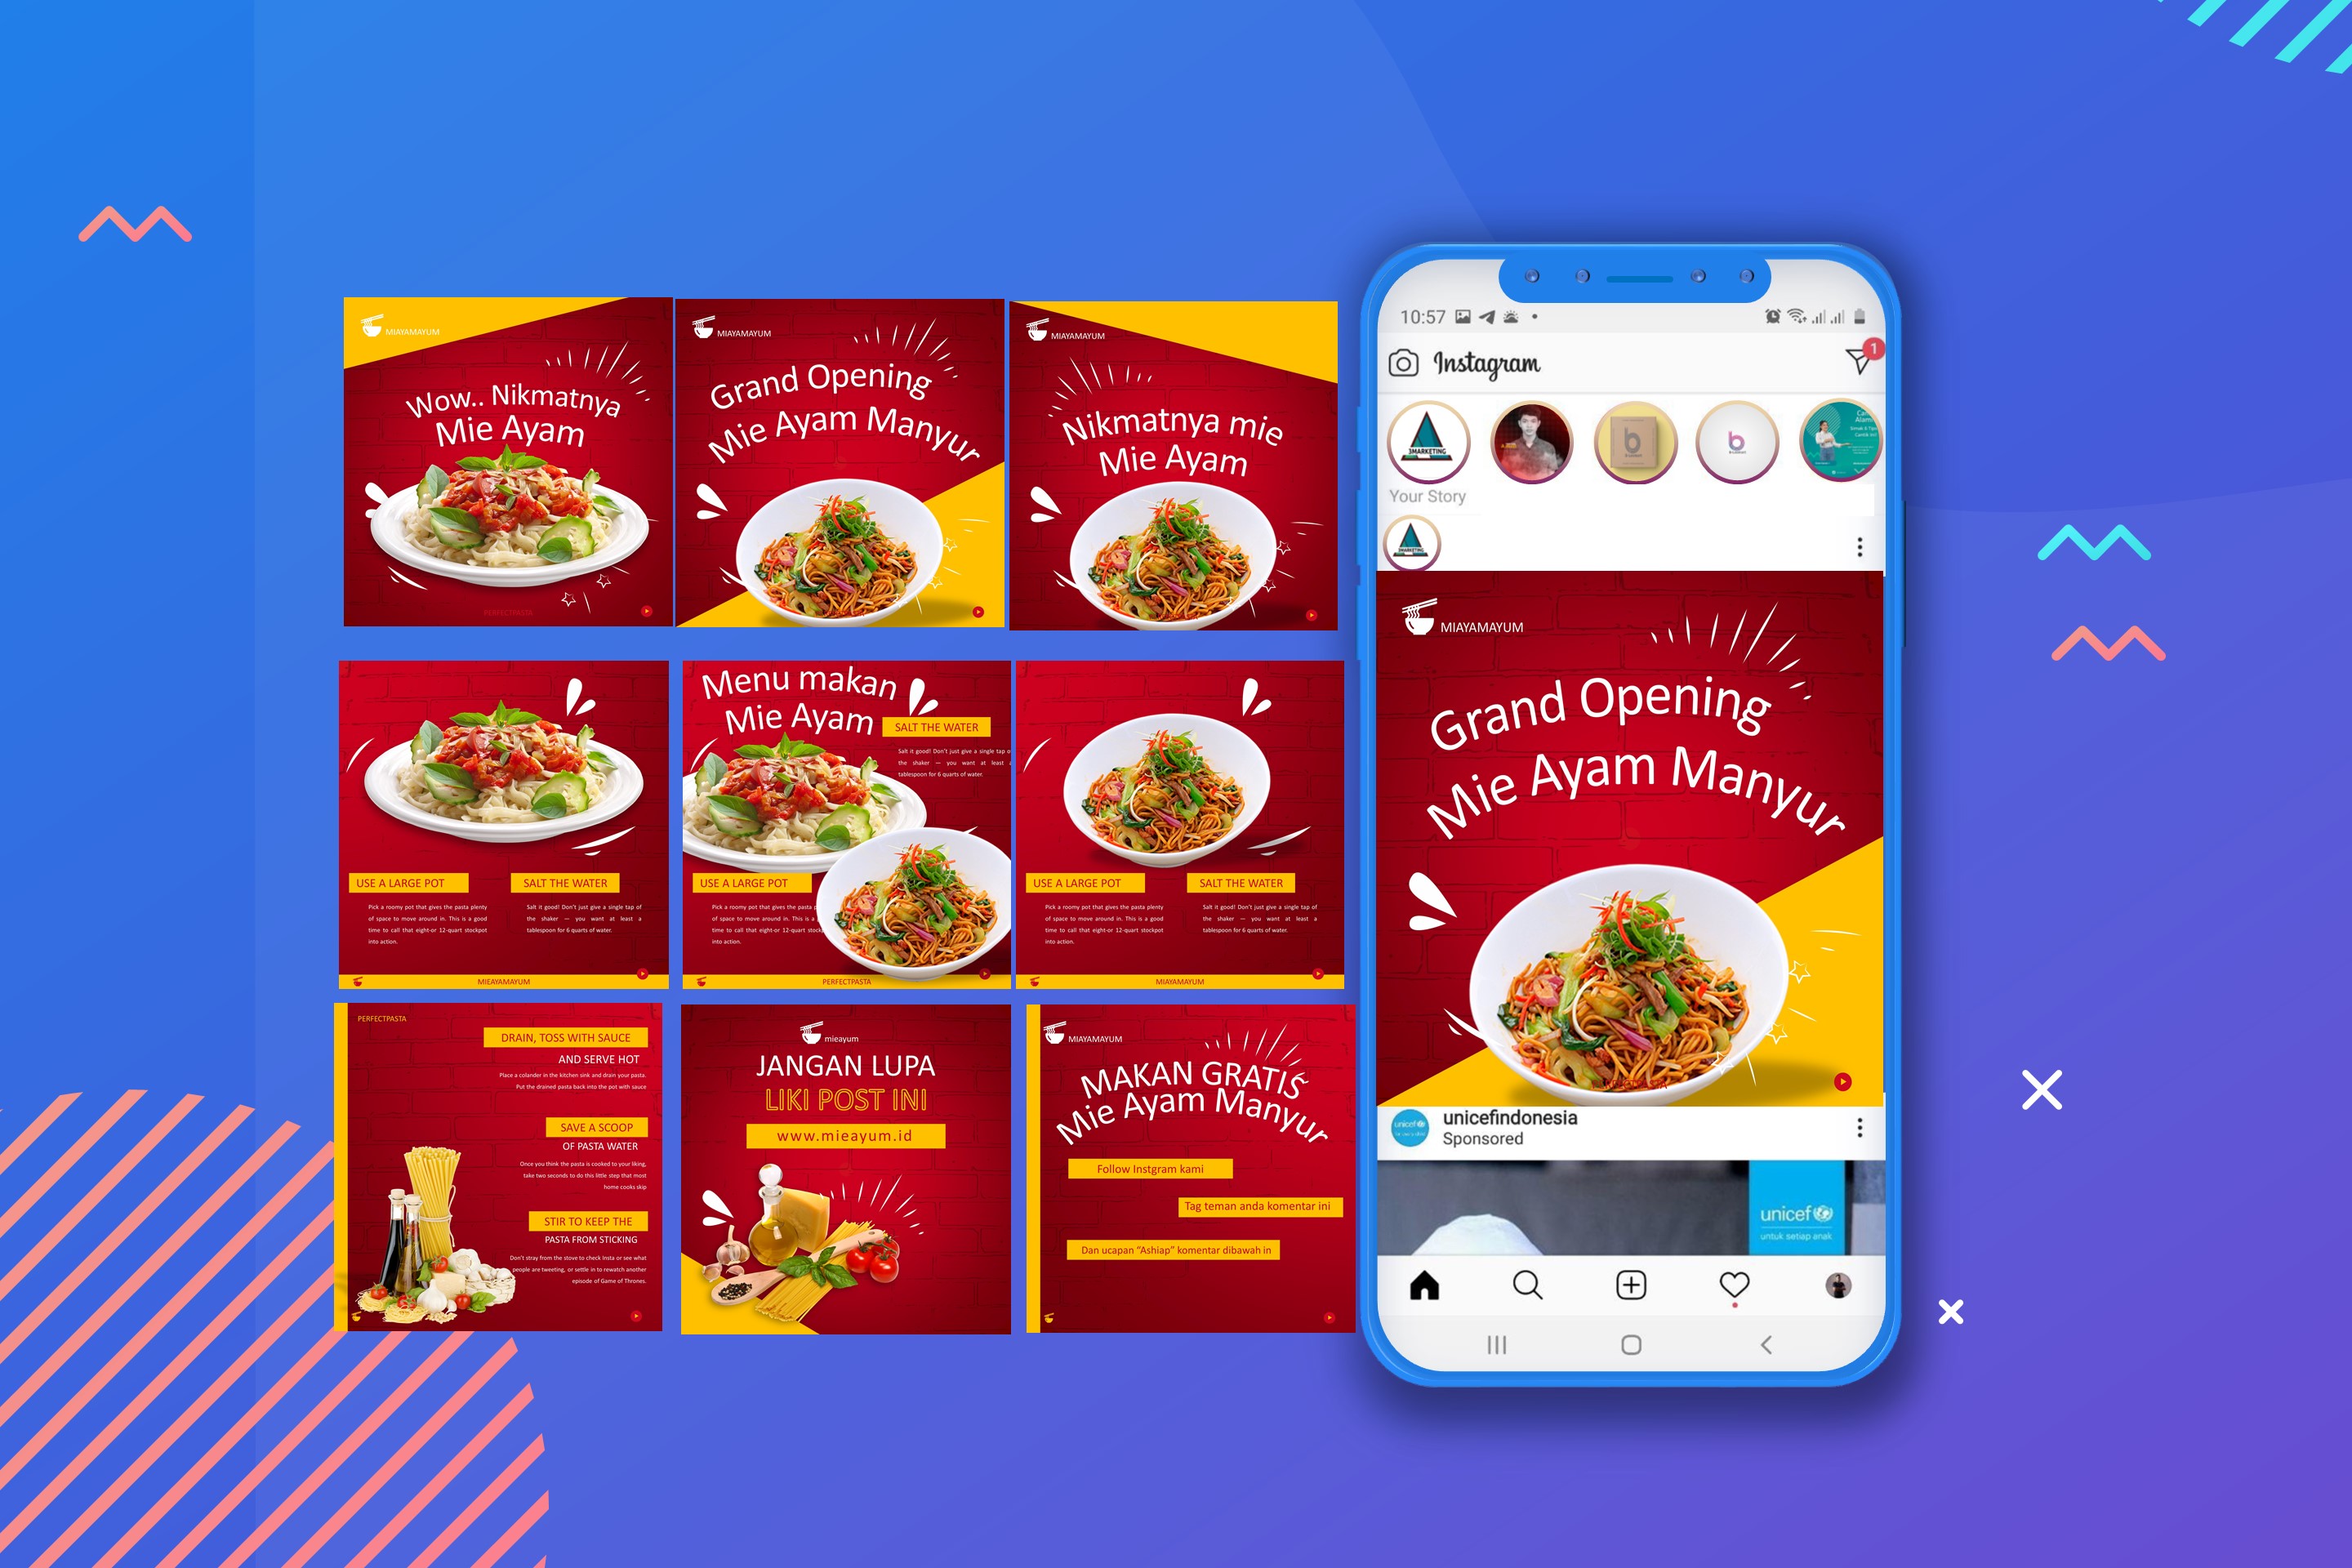 MIAYAMAYUM
Wow.. Nikmatnya
Mie Ayam
PERFECTPASTA
MIAYAMAYUM
Grand Opening
Mie Ayam Manyur
MIAYAMAYUM
Nikmatnya mie
Mie Ayam
USE A LARGE POT
Pick a roomy pot that gives the pasta plenty
of space to move around in. This is a good
time to call that eight-or 12-quart stockpot
into action.
SALT THE WATER
Salt it good! Don't just give a single tap of
the shaker — you want at least a
tablespoon for 6 quarts of water.
MIEAYAMAYUM
Menu makan
Mie Ayam
SALT THE WATER
Salt it good! Don't just give a single tap o
the shaker — you want at least
tablespoon for 6 quarts of water.
USE A LARGE POT
Pick a roomy pot that gives the pasta p
of space to move around in. This is a
time to call that eight-or 12-quart stock
into action.
PERFECTPASTA
USE A LARGE POT
Pick a roomy pot that gives the pasta plenty
of space to move around in. This is a good
time to call that eight-or 12-quart stockpot
into action.
SALT THE WATER
Salt it good! Don't just give a single tap of
the shaker — you want at least a
tablespoon for 6 quarts of water.
MIAYAMAYUM
PERFECTPASTA
DRAIN, TOSS WITH SAUCE
AND SERVE HOT
Place a colander in the kitchen sink and drain your pasta.
Put the drained pasta back into the pot with sauce
SAVE A SCOOP
OF PASTA WATER
Once you think the pasta is cooked to your liking,
take two seconds to do this little step that most
home cooks skip
STIR TO KEEP THE
PASTA FROM STICKING
Don't stray from the stove to check Insta or see what
people are tweeting, or settle in to rewatch another
episode of Game of Thrones.
mieayum
JANGAN LUPA
LIKI POST INI
www.mieayum.id
MIAYAMAYUM
MAKAN GRATIS
Mie Ayam Manyur
Follow Instgram kami
Tag teman anda komentar ini
Dan ucapan "Ashiap" komentar dibawah in
10:57
Instagram
1
3MARKETING
b
b
Your Story
3MARKETING
MIAYAMAYUM
Grand Opening
Mie Ayam Manyur
unicef
unicefindonesia
Sponsored
unicef
untuk setiap anak